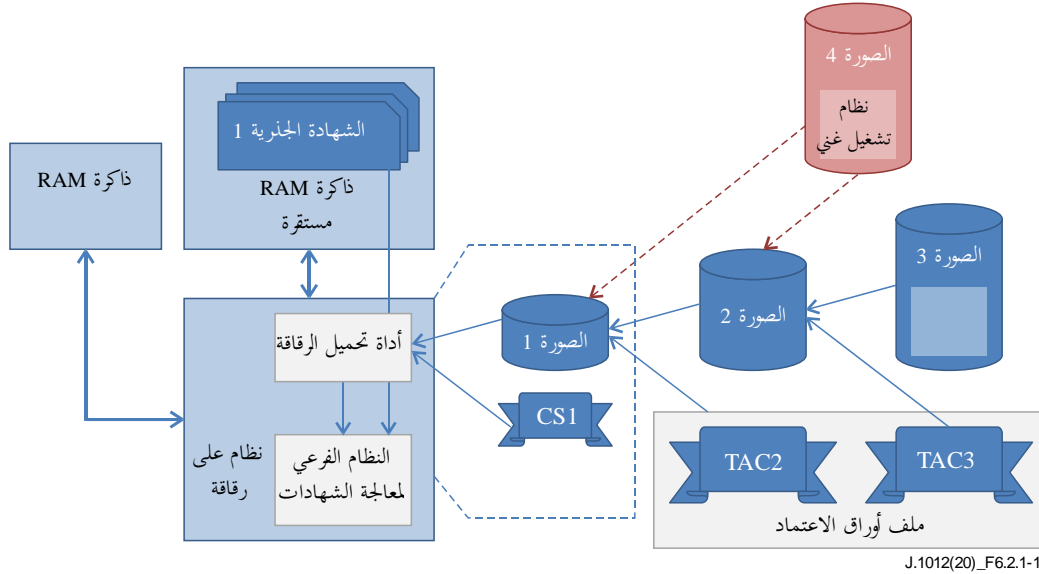 الصورة 4
نظام
تشغيل غني
الشهادة الجذرية 1
ذاكرة RAM
مستقرة
ذاكرة RAM
الصورة 3
الصورة 2
الصورة 1
أداة تحميل الرقاقة
CS1
النظام الفرعي
لمعالجة الشهادات
نظام على
رقاقة
TAC2
TAC3
ملف أوراق الاعتماد
J.1012(20)_F6.2.1-1